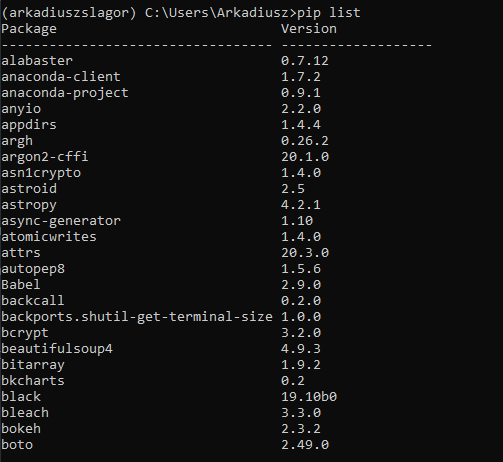 (arkadiuszslagor) C:\Users\Arkadiusz>pip list
Package                           Version
--------------------------------- -------------------
alabaster                         0.7.12
anaconda-client                   1.7.2
anaconda-project                  0.9.1
anyio                             2.2.0
appdirs                           1.4.4
argh                              0.26.2
argon2-cffi                       20.1.0
asn1crypto                        1.4.0
astroid                           2.5
astropy                           4.2.1
async-generator                   1.10
atomicwrites                      1.4.0
attrs                             20.3.0
autopep8                          1.5.6
Babel                             2.9.0
backcall                          0.2.0
backports.shutil-get-terminal-size 1.0.0
bcrypt                            3.2.0
beautifulsoup4                    4.9.3
bitarray                          1.9.2
bkcharts                          0.2
black                             19.10b0
bleach                            3.3.0
bokeh                             2.3.2
boto                              2.49.0